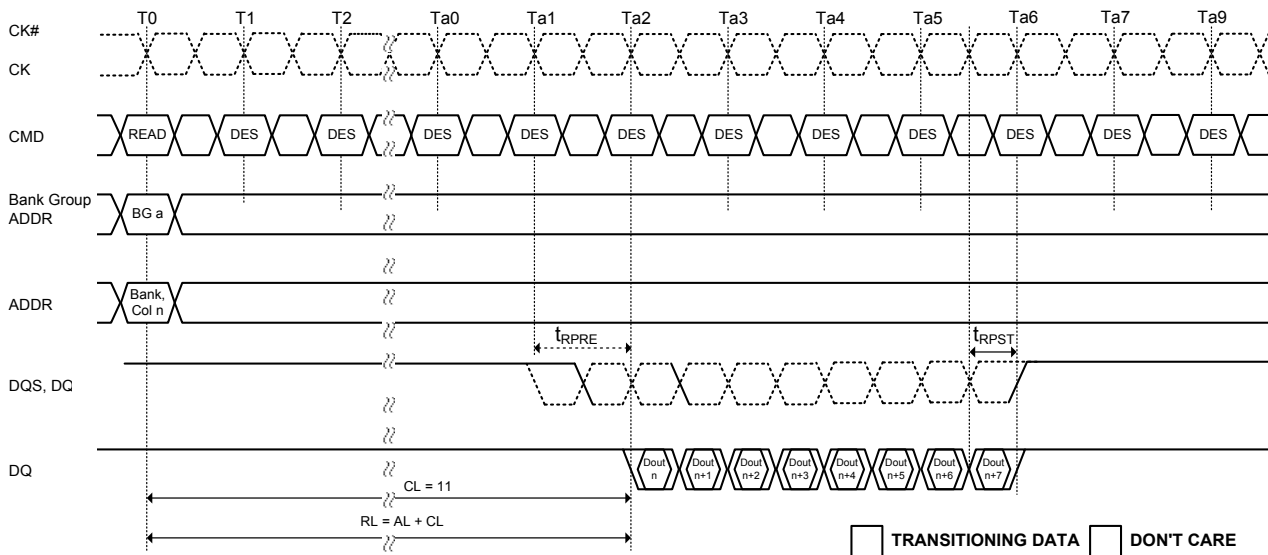 T0 T1 T2 Ta0 Ta1 Ta2 Ta3 Ta4 Ta5 Ta6 Ta7 Ta9
CK#
CK
CMD READ DES DES DES DES DES DES DES DES DES DES DES
Bank Group
ADDR
BG a
ADDR
Bank,
Col n
tRPRE tRPST
DQS, DQ
DQ
Dout Dout Dout Dout Dout Dout Dout Dout
n n+1 n+2 n+3 n+4 n+5 n+6 n+7
CL = 11
RL = AL + CL
TRANSITIONING DATA DON'T CARE